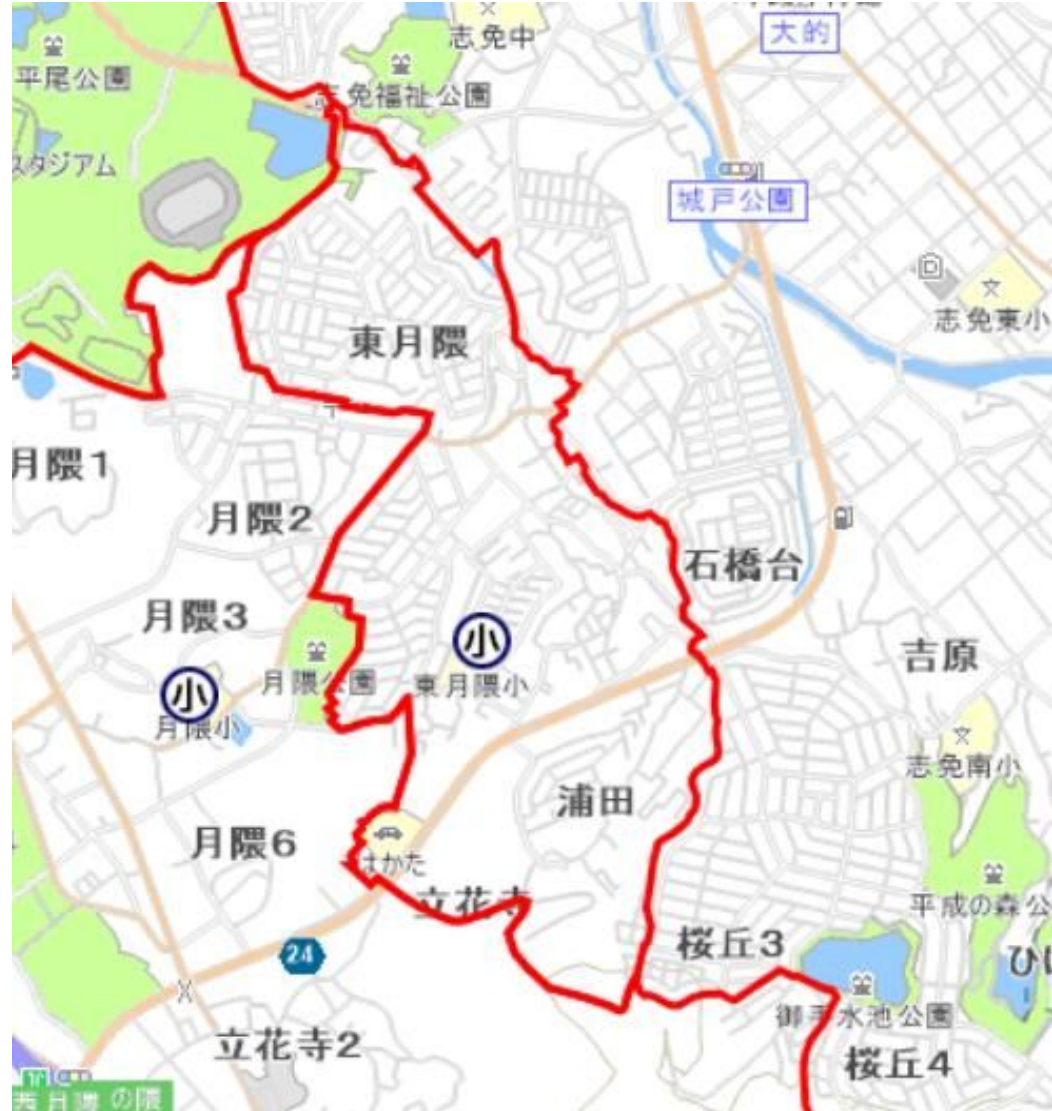 大的
志免中
平尾公園
志免福祉公園
スタジアム
城戸公園
志免東小
東月隈
月隈1
月隈2
石橋台
月隈3
小
吉原
小
月隈公園
東月隈小
月隈小
志免南小
浦田
月隈6
はかた
立花寺
平成の森公
桜丘3
24
ひば
御手水池公園
立花寺2
桜丘4